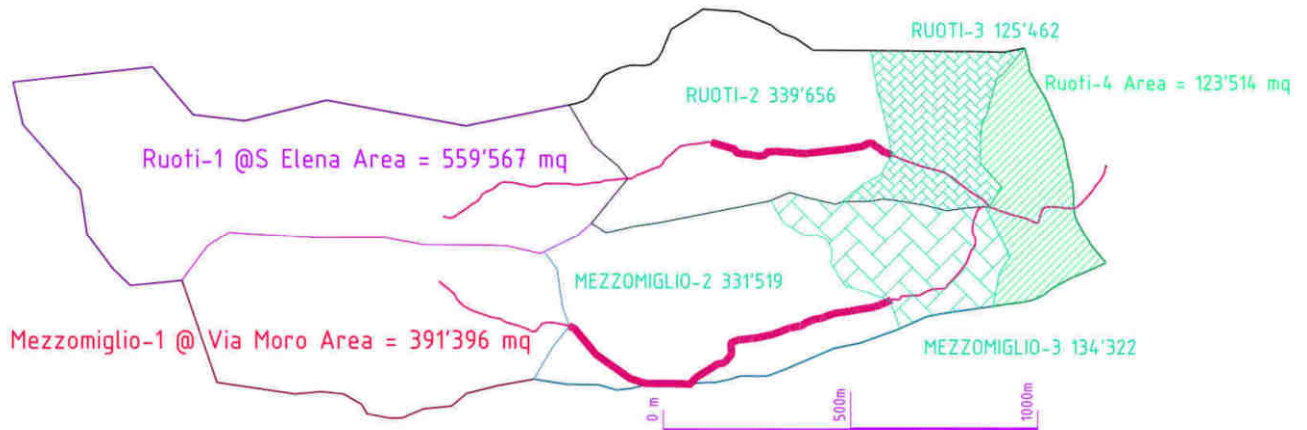 RUOTI-3 125'462
Ruoti-4 Area = 123'514 mq
RUOTI-2 339'656
Ruoti-1 @S Elena Area = 559'567 mq
MEZZOMIGLIO-2 331'519
Mezzomiglio-1 @ Via Moro Area = 391'396 mq
MEZZOMIGLIO-3 134'322
0 m
500m
1000m